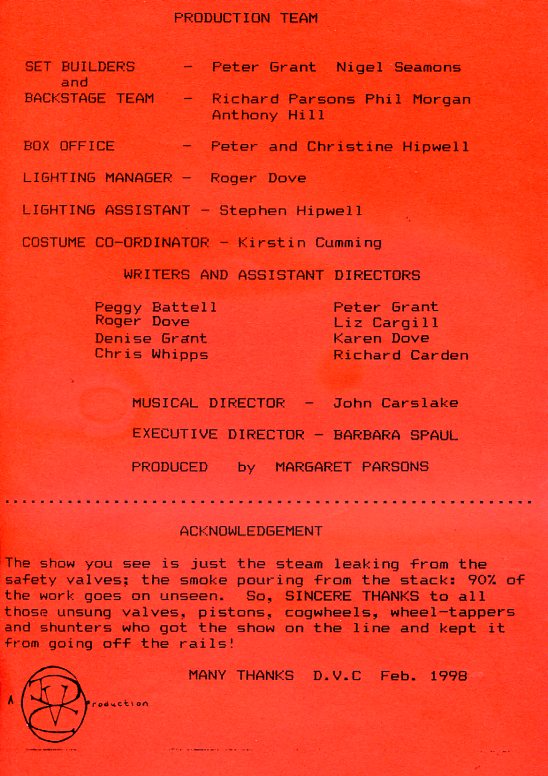 PRODUCTION TEAM
SET BUILDERS - Peter Grant Nigel Seamons
and
BACKSTAGE TEAM - Richard Parsons Phil Morgan
Anthony Hill
BOX OFFICE - Peter and Christine Hipwell
LIGHTING MANAGER - Roger Dove
LIGHTING ASSISTANT - Stephen Hipwell
COSTUME CO-ORDINATOR - Kirstin Cumming
WRITERS AND ASSISTANT DIRECTORS
Peggy Battell Peter Grant
Roger Dove Liz Cargill
Denise Grant Karen Dove
Chris Whipps Richard Carden
MUSICAL DIRECTOR - John Carslake
EXECUTIVE DIRECTOR - BARBARA SPAUL
PRODUCED by MARGARET PARSONS
ACKNOWLEDGEMENT
The show you see is just the steam leaking from the
safety valves; the smoke pouring from the stack: 90% of
the work goes on unseen. So, SINCERE THANKS to all
those unsung valves, pistons, cogwheels, wheel-tappers
and shunters who got the show on the line and kept it
from going off the rails!
MANY THANKS D.V.C Feb. 1998
A DVC Production